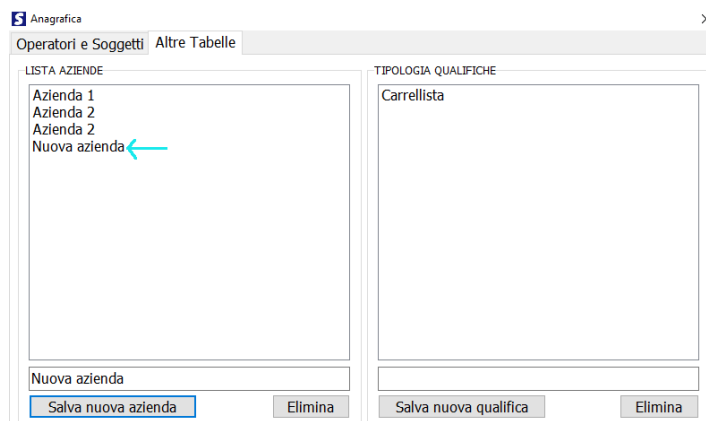 Anagrafica
Operatori e Soggetti Altre Tabelle
LISTA AZIENDE
Azienda 1
Azienda 2
Azienda 2
Nuova azienda
Nuova azienda
Salva nuova azienda Elimina
TIPOLOGIA QUALIFICHE
Carrellista
Salva nuova qualifica Elimina